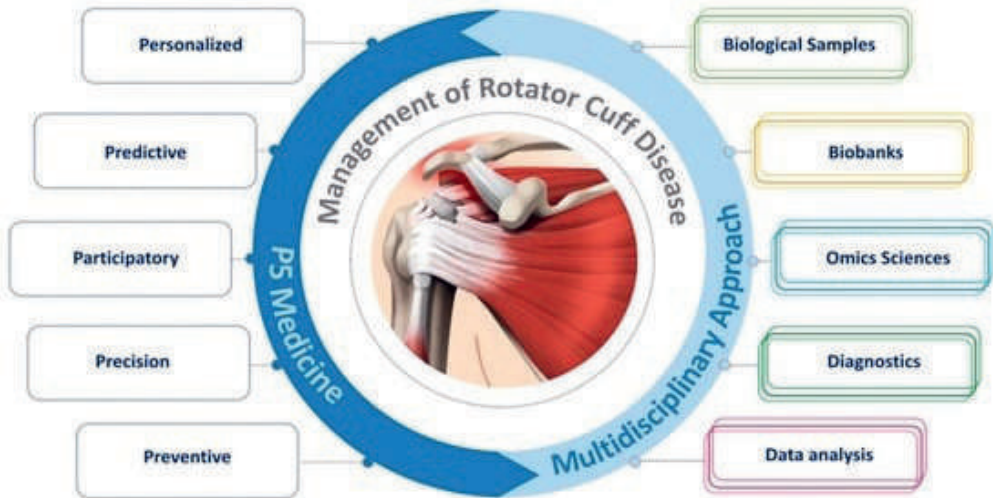 Personalized
Predictive
Participatory
Precision
Preventive
Management of Rotator Cuff Disease
P5 Medicine
Multidisciplinary Approach
Biological Samples
Biobanks
Omics Sciences
Diagnostics
Data analysis